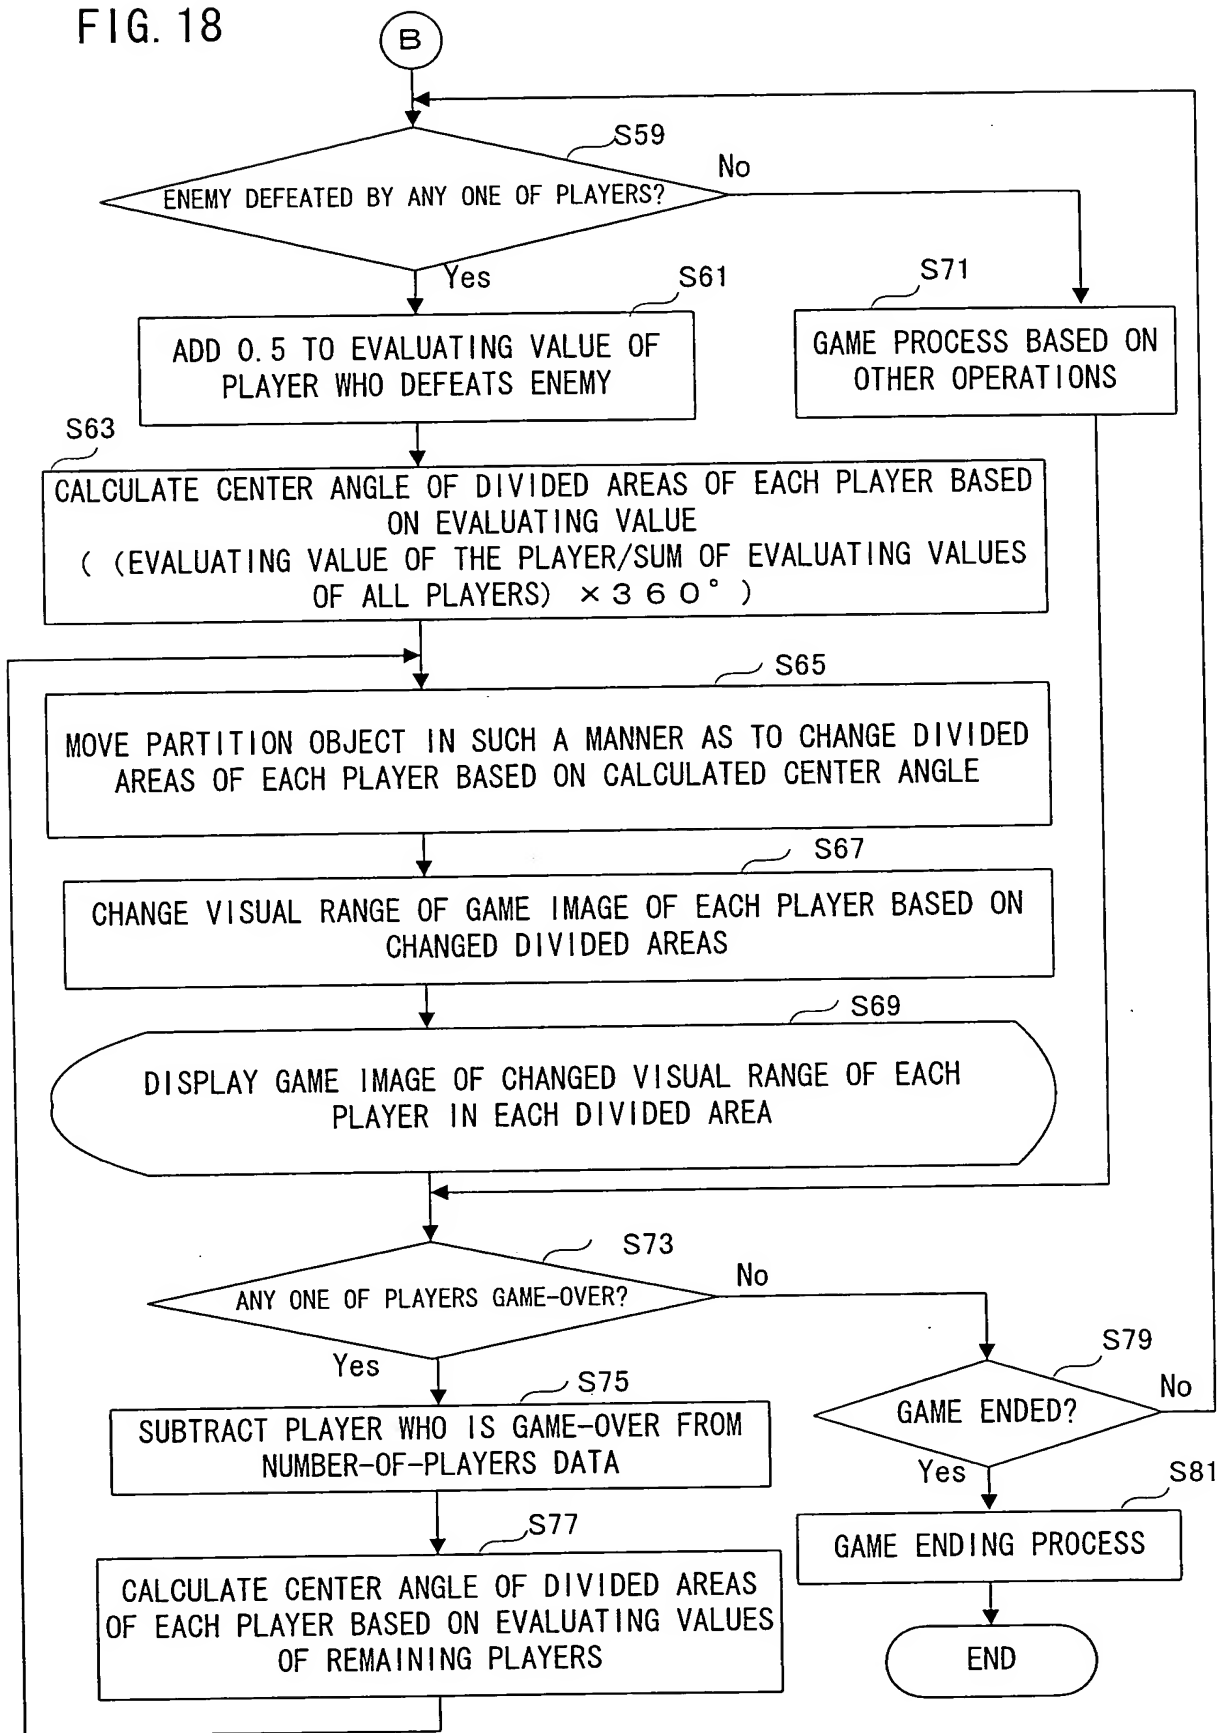 FIG. 18
B
S59
No
ENEMY DEFEATED BY ANY ONE OF PLAYERS?
Yes
S61
ADD 0.5 TO EVALUATING VALUE OF
PLAYER WHO DEFEATS ENEMY
S71
GAME PROCESS BASED ON
OTHER OPERATIONS
S63
CALCULATE CENTER ANGLE OF DIVIDED AREAS OF EACH PLAYER BASED
ON EVALUATING VALUE
( (EVALUATING VALUE OF THE PLAYER/SUM OF EVALUATING VALUES
OF ALL PLAYERS) ×360°)
S65
MOVE PARTITION OBJECT IN SUCH A MANNER AS TO CHANGE DIVIDED
AREAS OF EACH PLAYER BASED ON CALCULATED CENTER ANGLE
S67
CHANGE VISUAL RANGE OF GAME IMAGE OF EACH PLAYER BASED ON
CHANGED DIVIDED AREAS
S69
DISPLAY GAME IMAGE OF CHANGED VISUAL RANGE OF EACH
PLAYER IN EACH DIVIDED AREA
S73
No
ANY ONE OF PLAYERS GAME-OVER?
Yes
S79
No
GAME ENDED?
Yes
S75
SUBTRACT PLAYER WHO IS GAME-OVER FROM
NUMBER-OF-PLAYERS DATA
S81
GAME ENDING PROCESS
S77
CALCULATE CENTER ANGLE OF DIVIDED AREAS
OF EACH PLAYER BASED ON EVALUATING VALUES
OF REMAINING PLAYERS
END